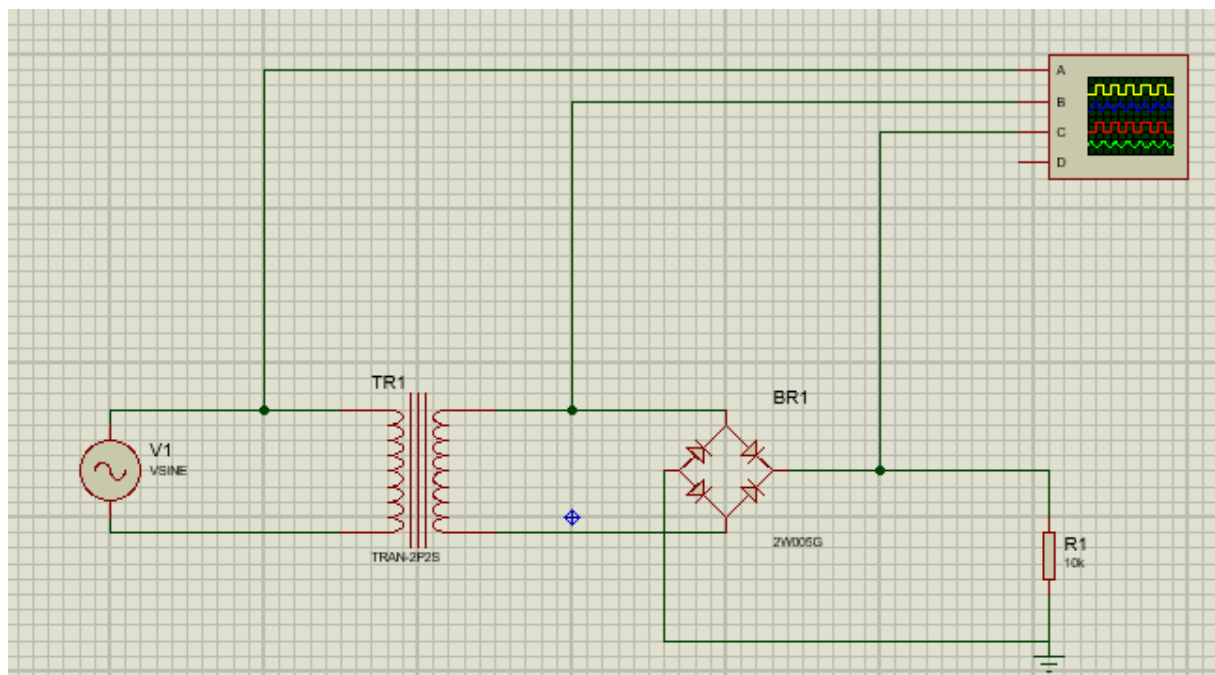 A
B
C
D
TR1
BR1
V1
VSINE
TRAN-2P2S
2W005G
R1
10k